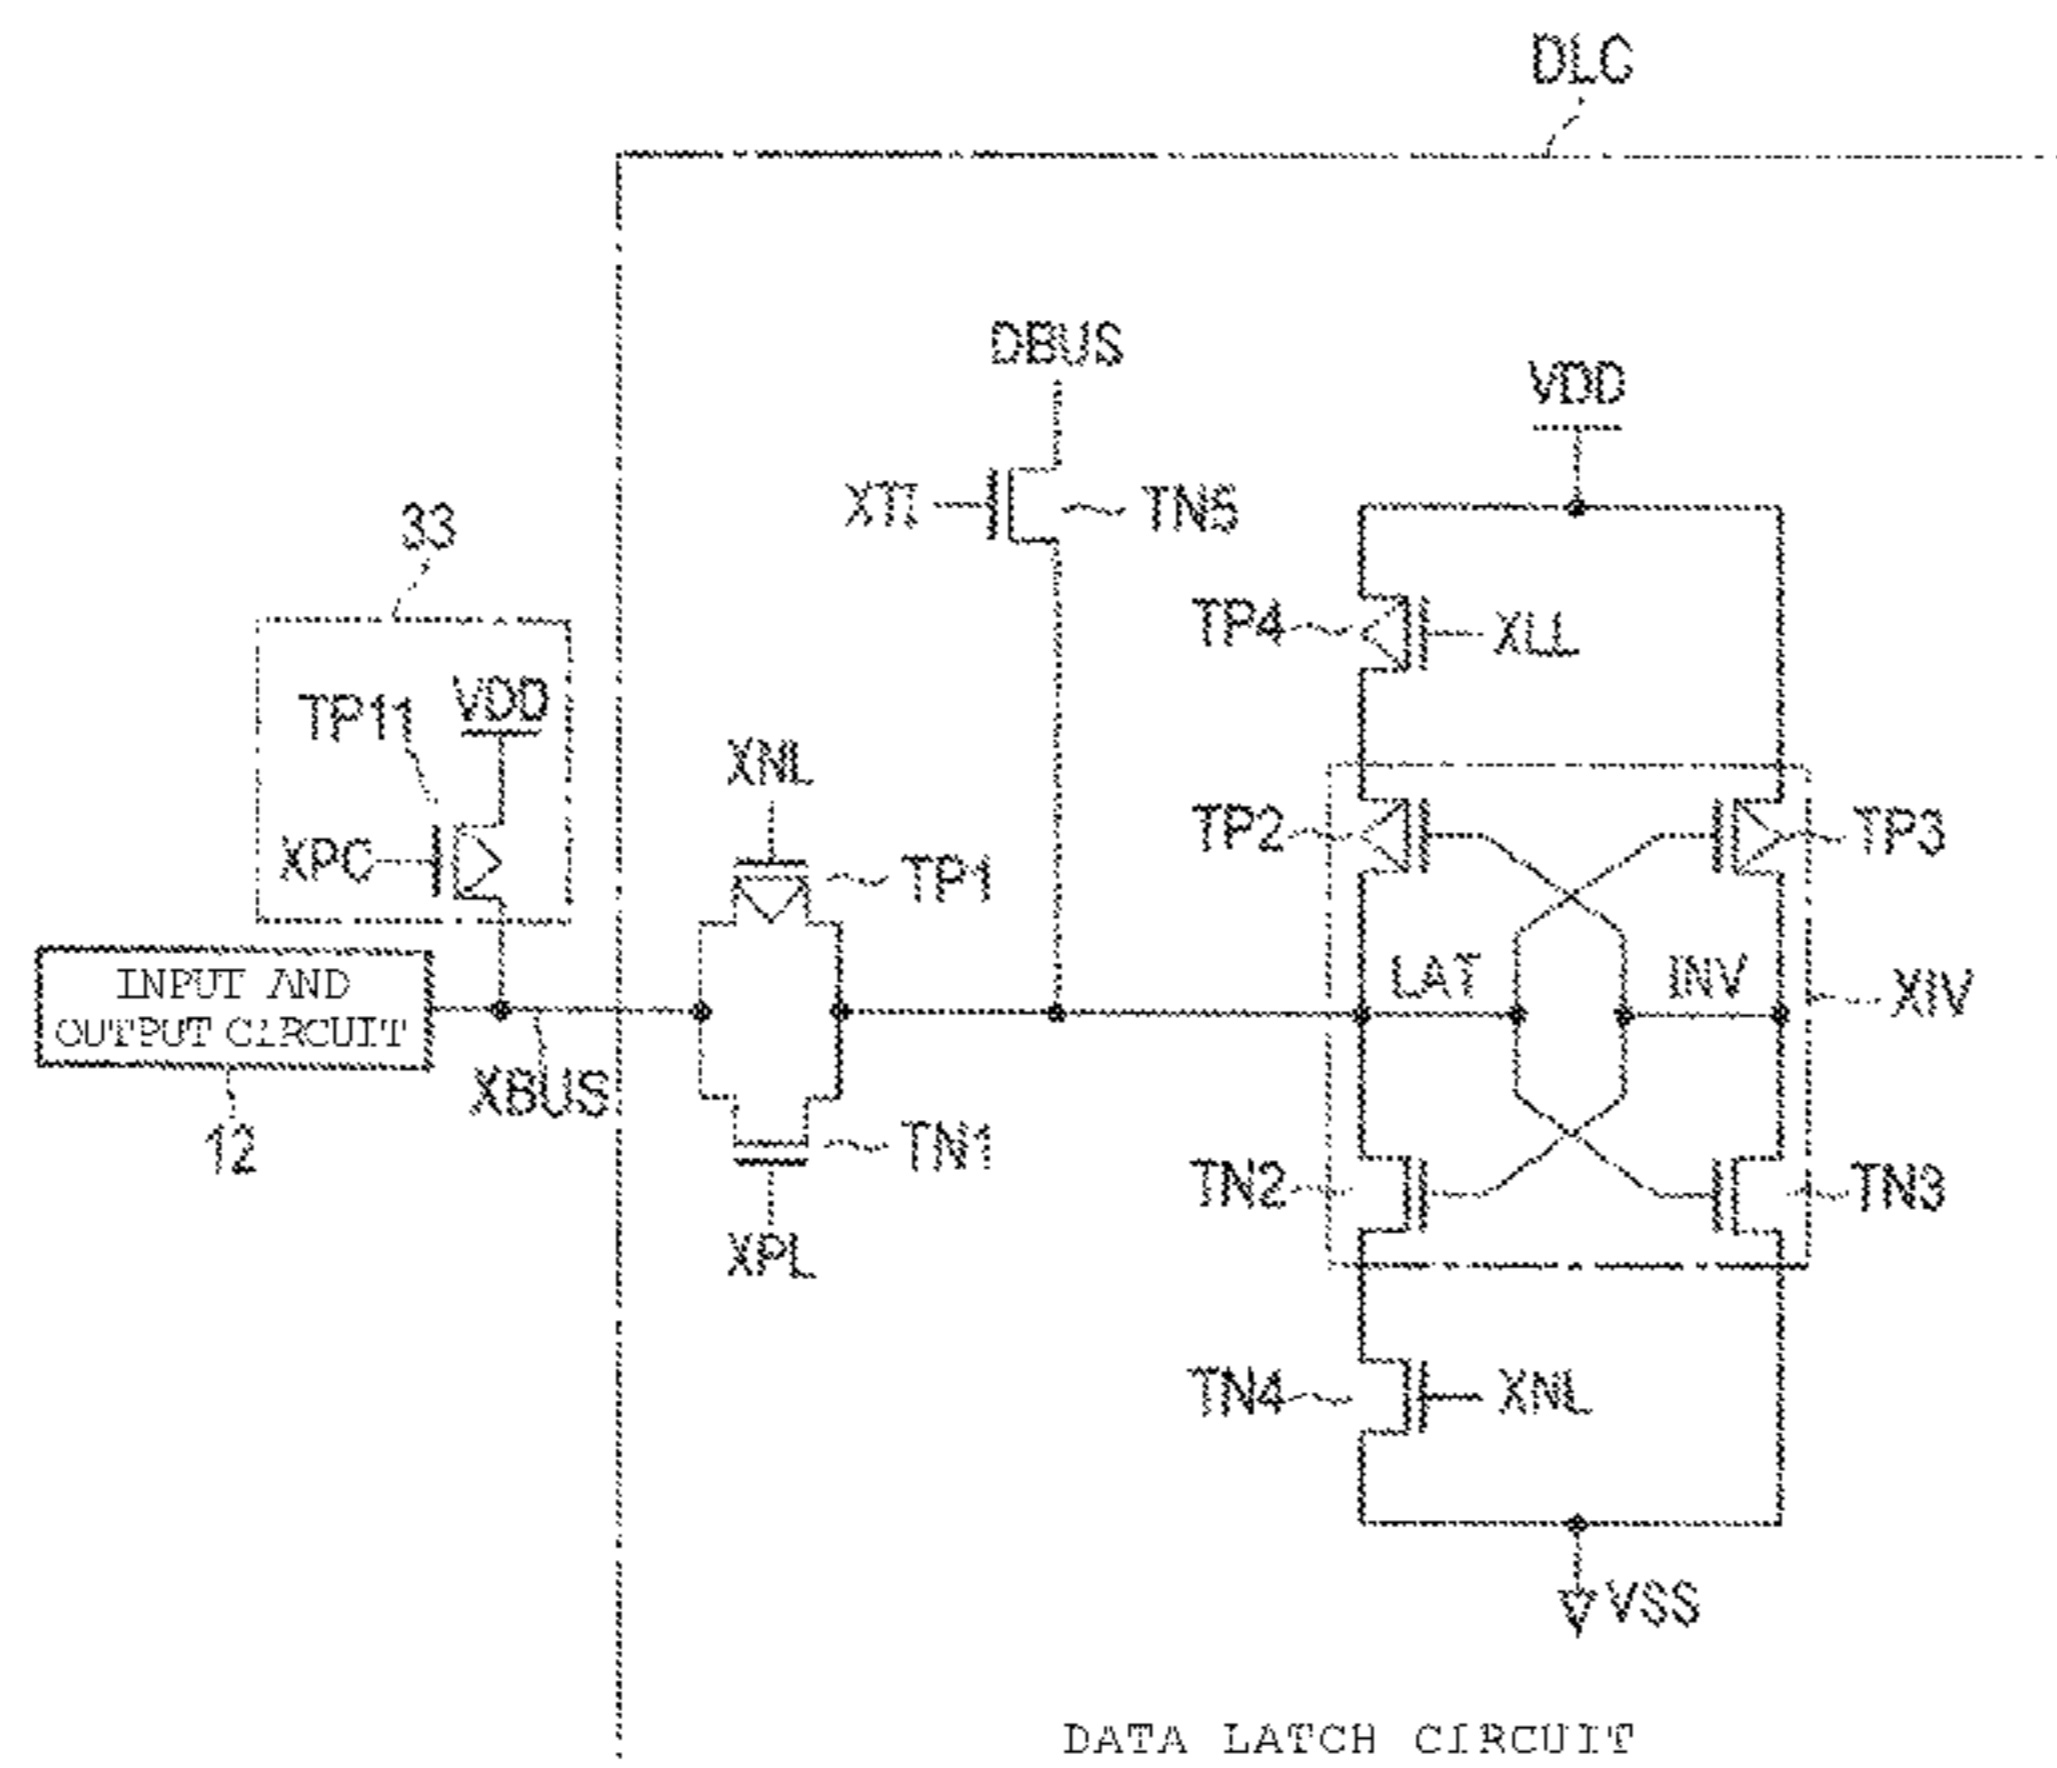 DLC
DBUS
VDD
XTI
TN5
33
TP4
XLL
TP11
VDD
XNL
TP2
TP3
XPC
TP1
INPUT AND
OUTPUT CIRCUIT
LAT
INV
XIV
XBUS
12
TN1
TN2
TN3
XPL
TN4
XNL
VSS
DATA LATCH CIRCUIT